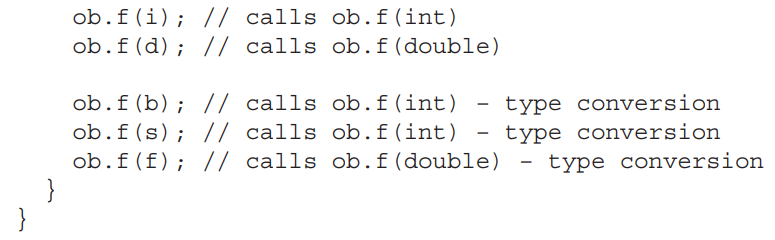 ob.f(i); // calls ob.f(int)
ob.f(d); // calls ob.f(double)
ob.f(b); // calls ob.f(int) – type conversion
ob.f(s); // calls ob.f(int) – type conversion
ob.f(f); // calls ob.f(double) – type conversion
}
}